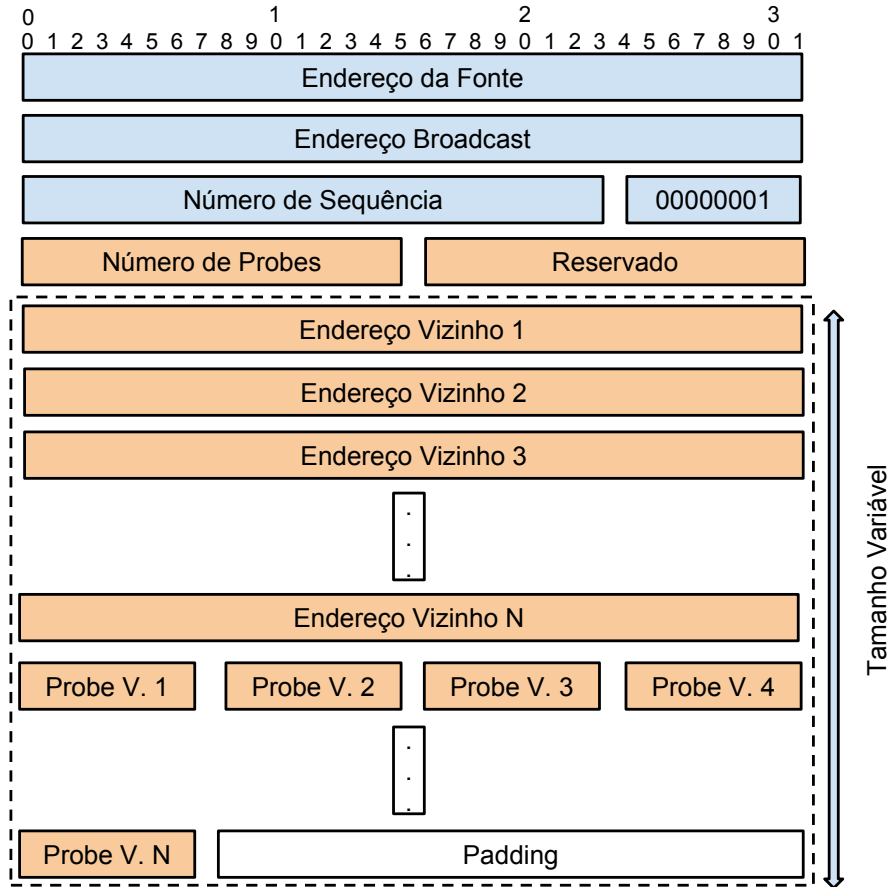 0 1 2 3
0 1 2 3 4 5 6 7 8 9 0 1 2 3 4 5 6 7 8 9 0 1 2 3 4 5 6 7 8 9 0 1
Endereço da Fonte
Endereço Broadcast
Número de Sequência 00000001
Número de Probes Reservado
Endereço Vizinho 1
Endereço Vizinho 2
Endereço Vizinho 3
.
.
.
Endereço Vizinho N
Probe V. 1 Probe V. 2 Probe V. 3 Probe V. 4
.
.
.
Probe V. N Padding
Tamanho Variável